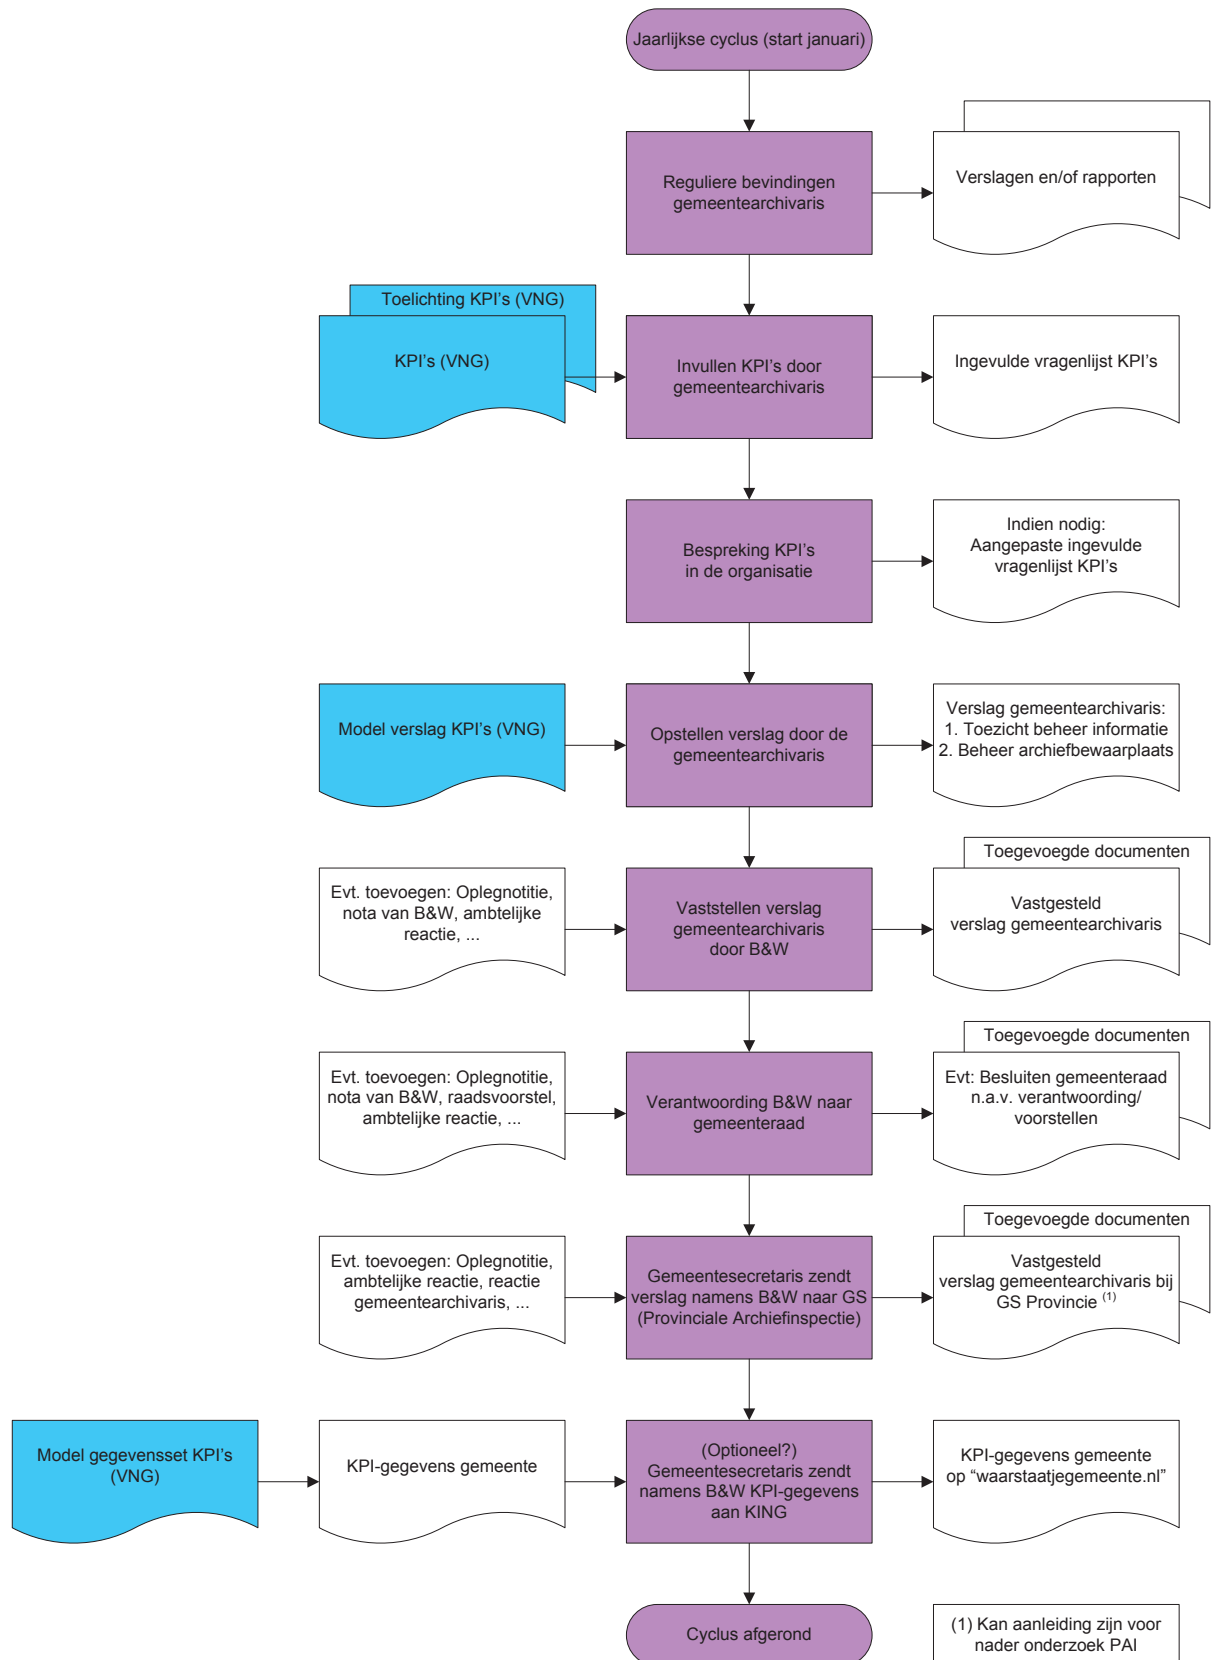 Jaarlijkse cyclus (start januari)
Reguliere bevindingen
gemeentearchivaris
Verslagen en/of rapporten
Toelichting KPI's (VNG)
KPI's (VNG)
Invullen KPI's door
gemeentearchivaris
Ingevulde vragenlijst KPI's
Bespreking KPI's
in de organisatie
Indien nodig:
Aangepaste ingevulde
vragenlijst KPI's
Model verslag KPI's (VNG)
Opstellen verslag door de
gemeentearchivaris
Verslag gemeentearchivaris:
1. Toezicht beheer informatie
2. Beheer archiefbewaarplaats
Evt. toevoegen: Oplegnotitie,
nota van B&W, ambtelijke
reactie, ...
Vaststellen verslag
gemeentearchivaris
door B&W
Toegevoegde documenten
Vastgesteld
verslag gemeentearchivaris
Evt. toevoegen: Oplegnotitie,
nota van B&W, raadsvoorstel,
ambtelijke reactie, ...
Verantwoording B&W naar
gemeenteraad
Toegevoegde documenten
Evt: Besluiten gemeenteraad
n.a.v. verantwoording/
voorstellen
Evt. toevoegen: Oplegnotitie,
ambtelijke reactie, reactie
gemeentearchivaris, ...
Gemeentesecretaris zendt
verslag namens B&W naar GS
(Provinciale Archiefinspectie)
Toegevoegde documenten
Vastgesteld
verslag gemeentearchivaris bij
GS Provincie (1)
Model gegevensset KPI's
(VNG)
KPI-gegevens gemeente
(Optioneel?)
Gemeentesecretaris zendt
namens B&W KPI-gegevens
aan KING
KPI-gegevens gemeente
op “waarstaatjegemeente.nl”
Cyclus afgerond
(1) Kan aanleiding zijn voor
nader onderzoek PAI